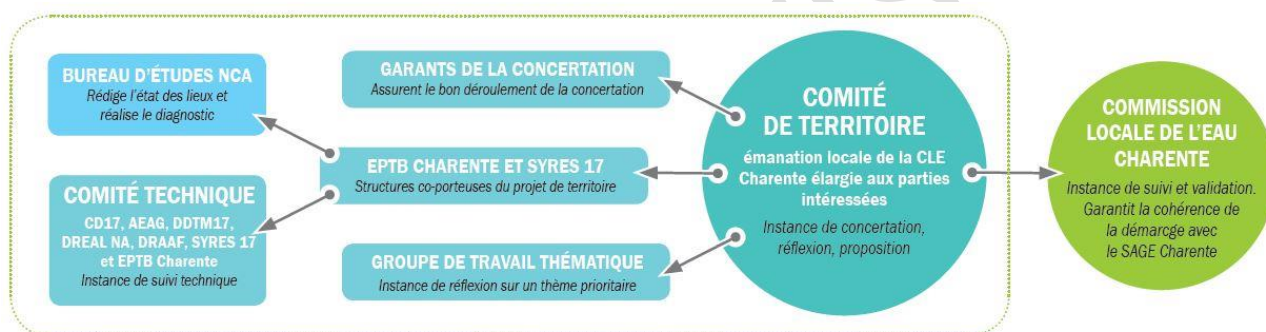 BUREAU D'ÉTUDES NCA
Rédige l'état des lieux et
réalise le diagnostic
COMITÉ TECHNIQUE
CD17, AEAG, DDTM17,
DREAL NA, DRAAF, SYRES 17
et EPTB Charente
Instance de suivi technique
GARANTS DE LA CONCERTATION
Assurent le bon déroulement de la concertation
EPTB CHARENTE ET SYRES 17
Structures co-porteuses du projet de territoire
GROUPE DE TRAVAIL THÉMATIQUE
Instance de réflexion sur un thème prioritaire
COMITÉ
DE TERRITOIRE
émanation locale de la CLE
Charente élargie aux parties
intéressées
Instance de concertation,
réflexion, proposition
COMMISSION
LOCALE DE L'EAU
CHARENTE
Instance de suivi et validation.
Garantit la cohérence de
la démarcge avec
le SAGE Charente